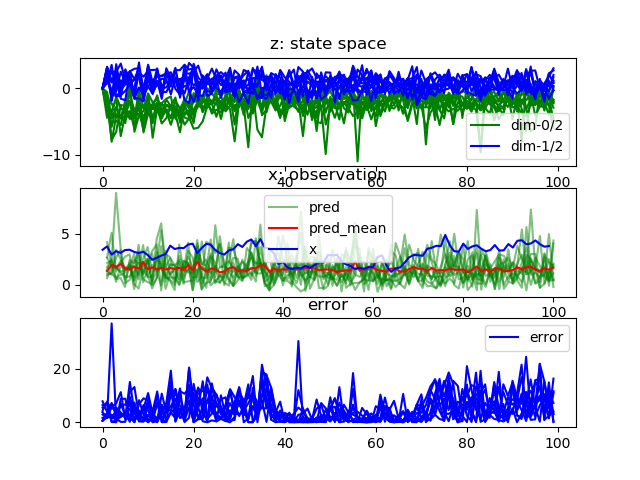 z: state space
0
−10
dim-0/2
dim-1/2
0 20 40 60 80 100
x: observation
5
0
pred
pred_mean
x
0 20 40 60 80 100
error
20
0
error
0 20 40 60 80 100